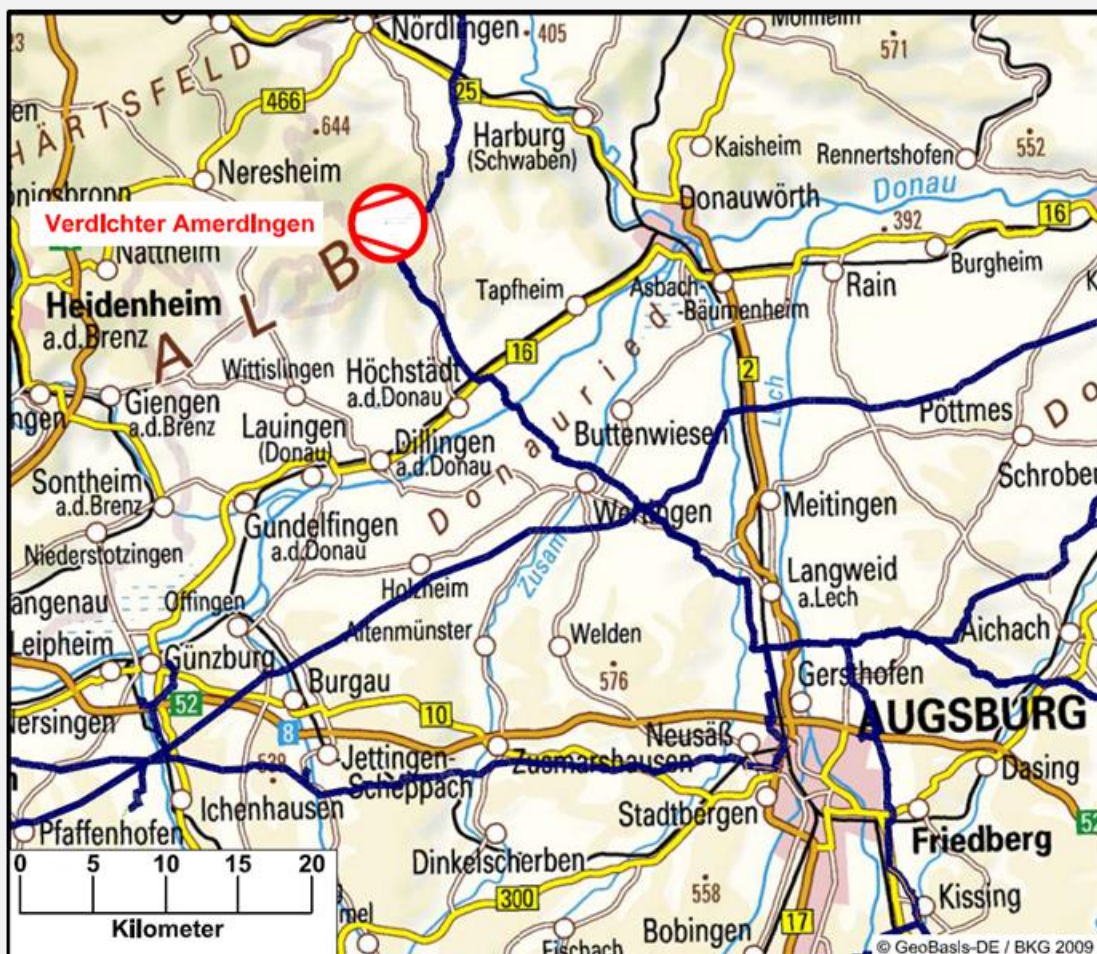 Nördlingen
405
Monheim
571
HÄRTSFELD
466
25
644
Harburg
(Schwaben)
Kaisheim
552
Rennertshofen
Neresheim
Donau
Donauwörth
16
Verdichter Amerdingen
392
Burgheim
Nattheim
ALB
Tapfheim
Asbach-
-Bäumenheim
Rain
Heidenheim
a.d.Brenz
16
2
Lech
Wittislingen
Höchstädt
a.d.Donau
Donauried
Giengen
a.d.Brenz
Pöttmes
Lauingen
(Donau)
Dillingen
a.d.Donau
Buttenwiesen
Sontheim
a.d.Brenz
Meitingen
Gundelfingen
a.d.Donau
Wertingen
Niederstotzingen
Zusam
Holzheim
Langweid
a.Lech
Offingen
Leipheim
Altenmünster
Welden
Aichach
Günzburg
576
Gersthofen
52
Burgau
10
8
AUGSBURG
Neusäß
Jettingen-
Scheppach
Zusmarshausen
Dasing
Ichenhausen
Stadtbergen
52
Pfaffenhofen
Friedberg
Dinkelscherben
0 5 10 15 20
Kilometer
300
558
Kissing
17
Bobingen
Fischach
© GeoBasis-DE / BKG 2009